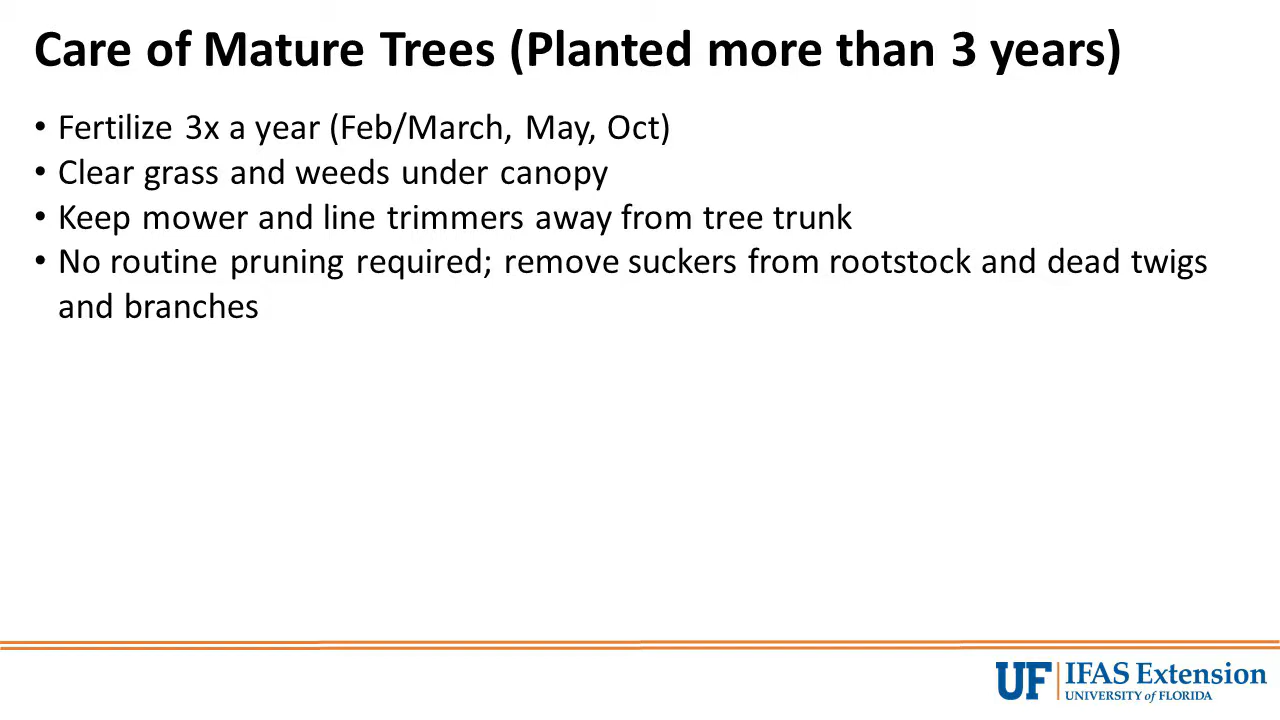 Care of Mature Trees (Planted more than 3 years)
• Fertilize 3x a year (Feb/March, May, Oct)
• Clear grass and weeds under canopy
• Keep mower and line trimmers away from tree trunk
• No routine pruning required; remove suckers from rootstock and dead twigs
and branches
UF IFAS Extension
UNIVERSITY of FLORIDA